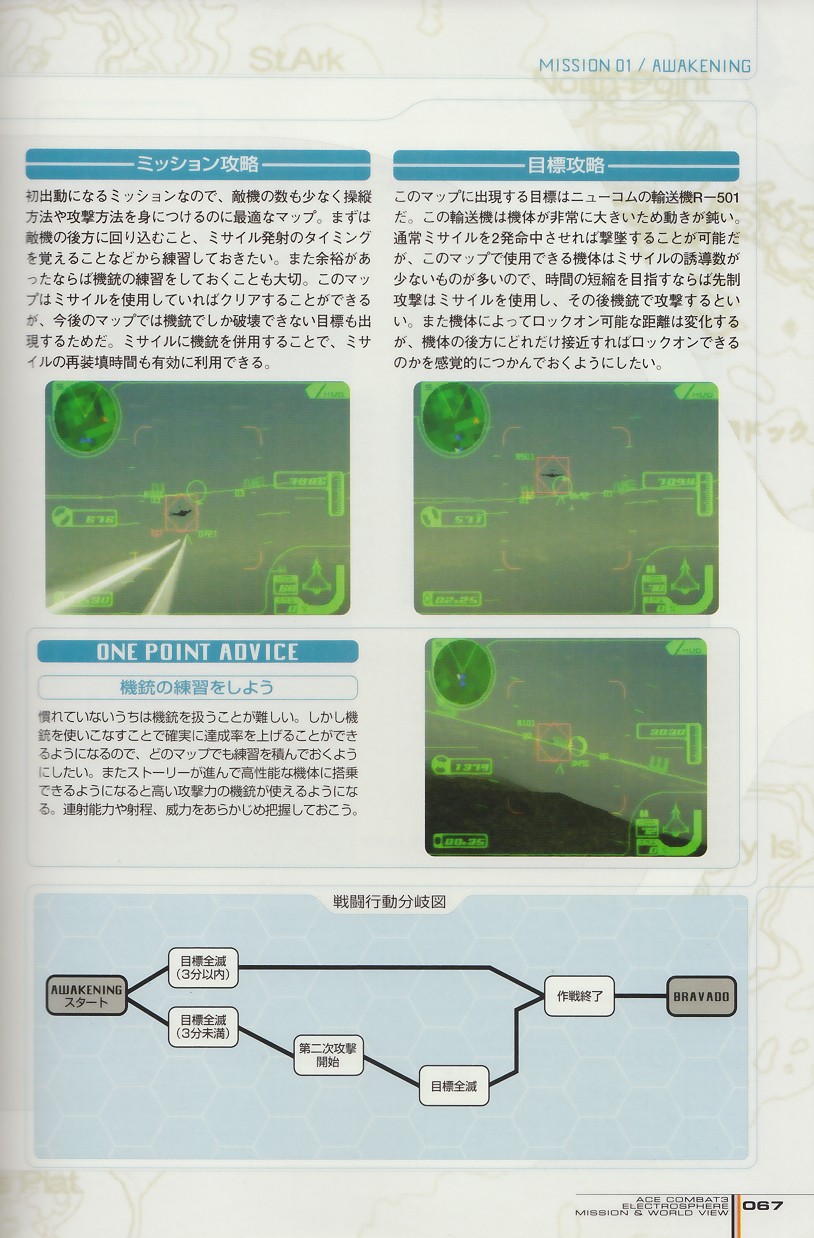 St.Ark
MISSION 01 / AWAKENING
North Point
ミッション攻略
初出動になるミッションなので、敵機の数も少なく操縦
方法や攻撃方法を身につけるのに最適なマップ。まずは
敵機の後方に回り込むこと、ミサイル発射のタイミング
を覚えることなどから練習しておきたい。また余裕があ
ったならば機銃の練習をしておくことも大切。このマッ
プはミサイルを使用していればクリアすることができる
が、今後のマップでは機銃でしか破壊できない目標も出
現するためだ。ミサイルに機銃を併用することで、ミサ
イルの再装填時間も有効に利用できる。
目標攻略
このマップに出現する目標はニューコムの輸送機R−501
だ。この輸送機は機体が非常に大きいため動きが鈍い。
通常ミサイルを2発命中させれば撃墜することが可能だ
が、このマップで使用できる機体はミサイルの誘導数が
少ないものが多いので、時間の短縮を目指すならば先制
攻撃はミサイルを使用し、その後機銃で攻撃するとい
い。また機体によってロックオン可能な距離は変化する
が、機体の後方にどれだけ接近すればロックオンできる
のかを感覚的につかんでおくようにしたい。
HUD
676
HUD
577
02.25
ドック
ONE POINT ADVICE
機銃の練習をしよう
慣れていないうちは機銃を扱うことが難しい。しかし機
銃を使いこなすことで確実に達成率を上げることができ
るようになるので、どのマップでも練習を積んでおくよう
にしたい。またストーリーが進んで高性能な機体に搭乗
できるようになると高い攻撃力の機銃が使えるようにな
る。連射能力や射程、威力をあらかじめ把握しておこう。
HUD
3030
1379
00.35
戦闘行動分岐図
AWAKENING
スタート
目標全滅
(3分以内)
目標全滅
(3分未満)
第二次攻撃
開始
目標全滅
作戦終了
BRAVADO
ACE COMBAT3
ELECTROSPHERE
MISSION & WORLD VIEW
067